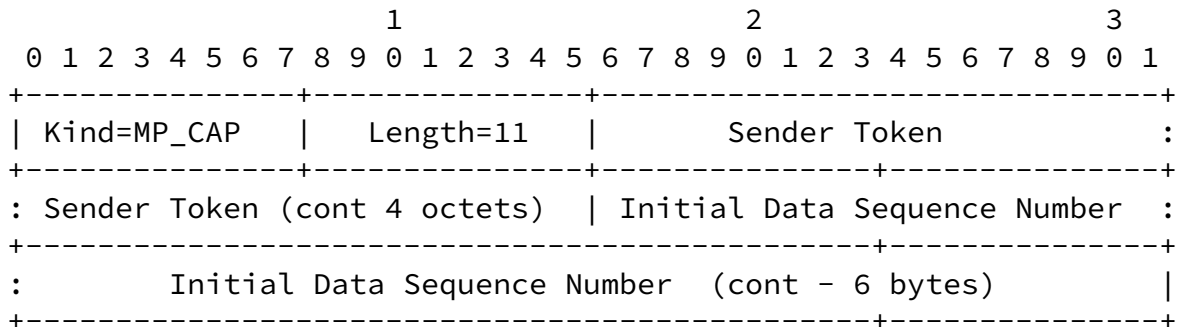 1 2 3
0 1 2 3 4 5 6 7 8 9 0 1 2 3 4 5 6 7 8 9 0 1 2 3 4 5 6 7 8 9 0 1
+---------------+---------------+-------------------------------+
| Kind=MP_CAP | Length=11 | Sender Token :
+---------------+---------------+---------------+---------------+
: Sender Token (cont 4 octets) | Initial Data Sequence Number :
+-----------------------------------------------+---------------+
: Initial Data Sequence Number (cont - 6 bytes) |
+-----------------------------------------------+---------------+